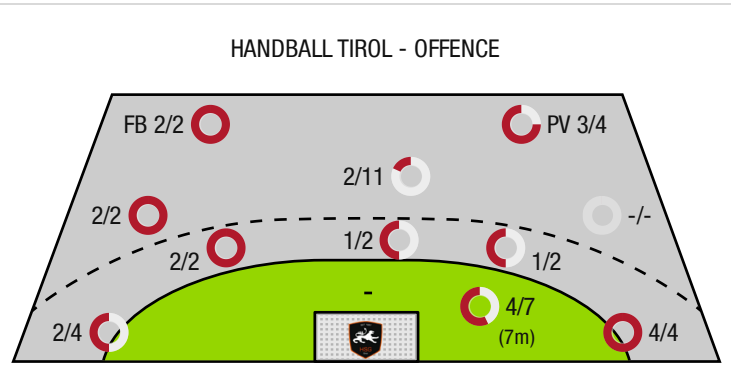 HANDBALL TIROL - OFFENCE
FB 2/2
PV 3/4
2/11
2/2
-/-
2/2
1/2
1/2
-
4/7
(7m)
2/4
4/4